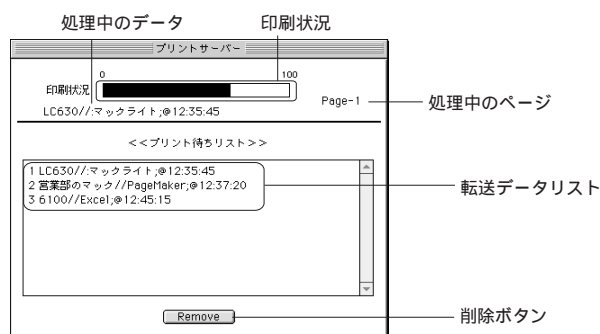 処理中のデータ
印刷状況
プリントサーバー
0
100
印刷状況
Page-1
処理中のページ
LC630//:マックライト;@12:35:45
<<プリント待ちリスト>>
1 LC630//:マックライト;@12:35:45
2 営業部のマック//PageMaker;@12:37:20
3 6100//Excel;@12:45:15
転送データリスト
Remove
削除ボタン